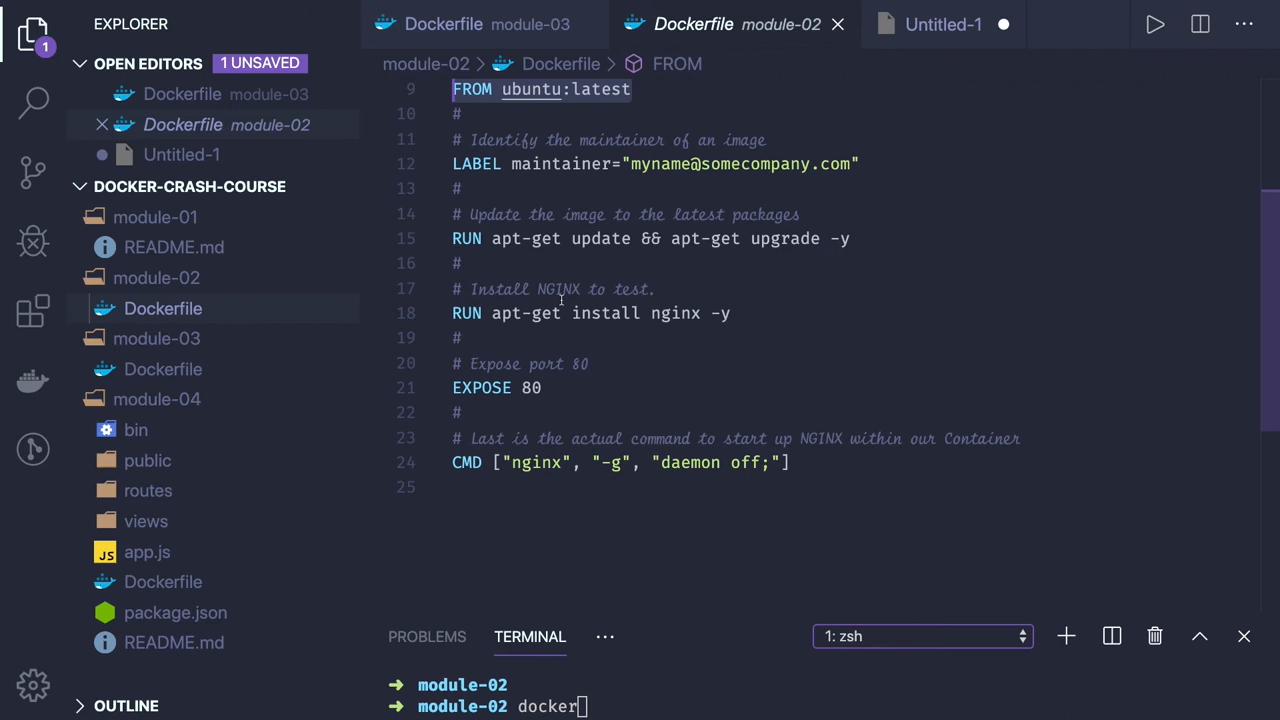 EXPLORER
1
OPEN EDITORS 1 UNSAVED
Dockerfile module-03
Dockerfile module-02
Untitled-1
DOCKER-CRASH-COURSE
module-01
README.md
module-02
Dockerfile
module-03
Dockerfile
module-04
bin
public
routes
views
JS app.js
Dockerfile
package.json
README.md
OUTLINE
Dockerfile module-03
Dockerfile module-02
Untitled-1
module-02 > Dockerfile > FROM
9 FROM ubuntu:latest
10 #
11 # Identify the maintainer of an image
12 LABEL maintainer="myname@somecompany.com"
13 #
14 # Update the image to the latest packages
15 RUN apt-get update && apt-get upgrade -y
16 #
17 # Install NGINX to test.
18 RUN apt-get install nginx -y
19 #
20 # Expose port 80
21 EXPOSE 80
22 #
23 # Last is the actual command to start up NGINX within our Container
24 CMD ["nginx", "-g", "daemon off;"]
25
PROBLEMS TERMINAL ··· 1: zsh
➜ module-02
➜ module-02 docker